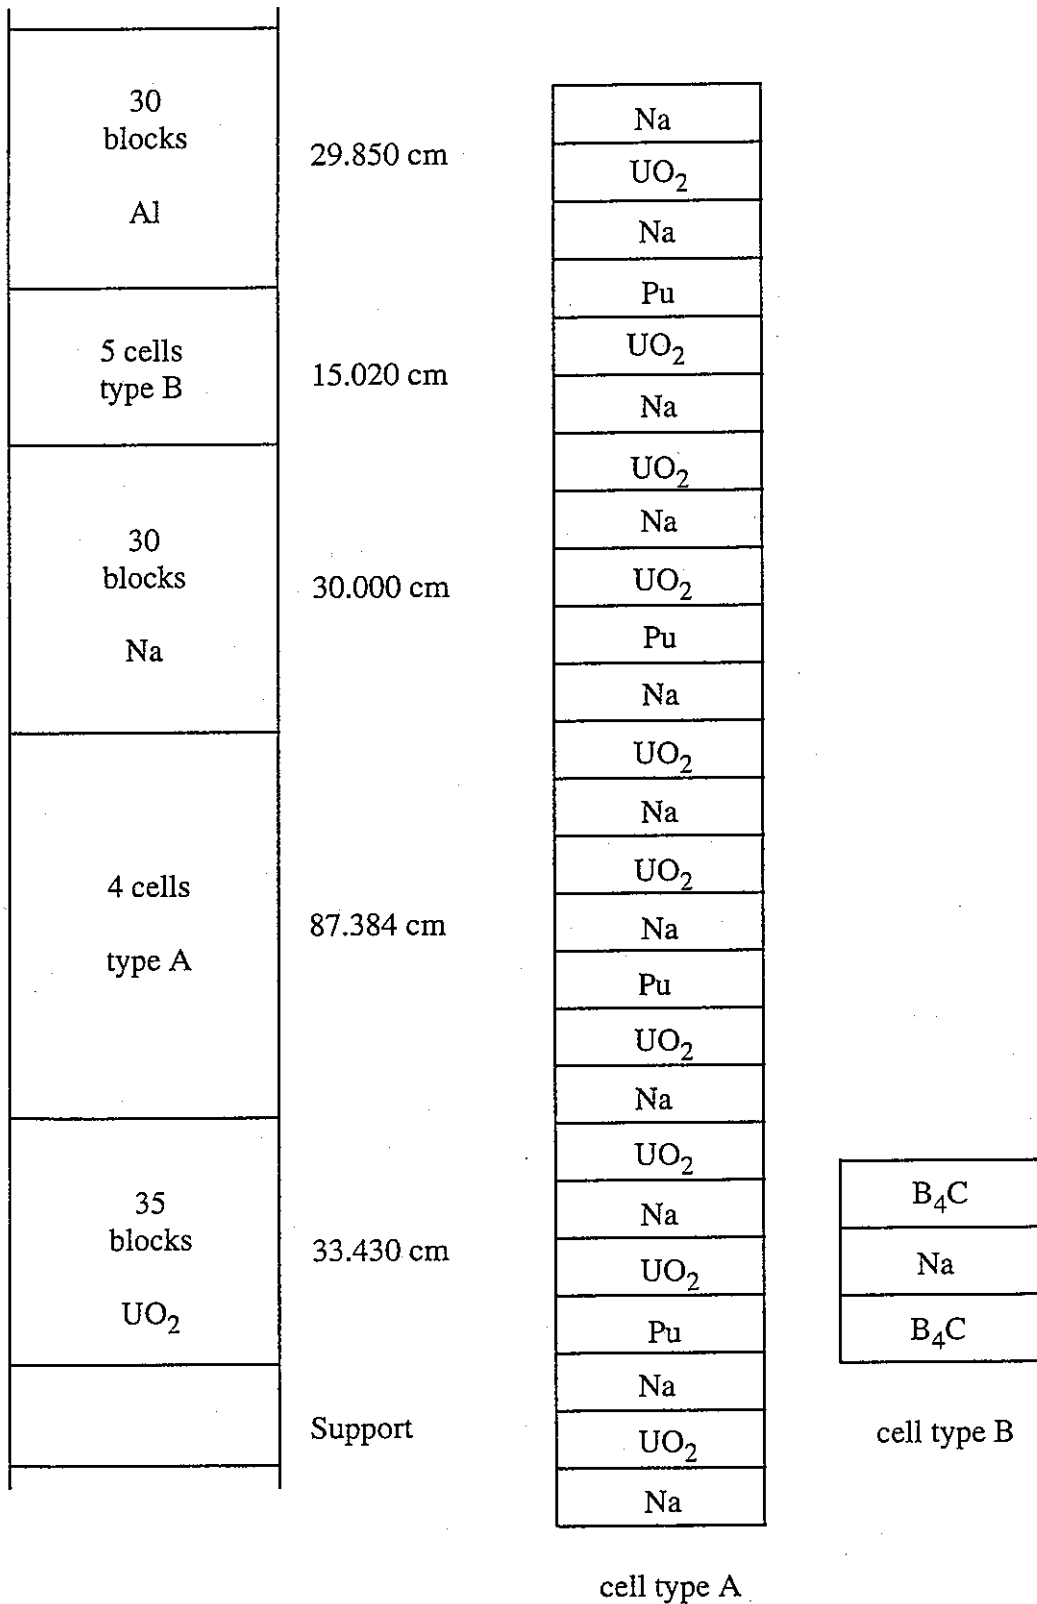 30
blocks
Al
29.850 cm
5 cells
type B
15.020 cm
30
blocks
Na
30.000 cm
4 cells
type A
87.384 cm
35
blocks
UO₂
33.430 cm
Support
Na
UO₂
Na
Pu
UO₂
Na
UO₂
Na
UO₂
Pu
Na
UO₂
Na
UO₂
Na
Pu
UO₂
Na
UO₂
Na
UO₂
Pu
Na
UO₂
Na
cell type A
B₄C
Na
B₄C
cell type B